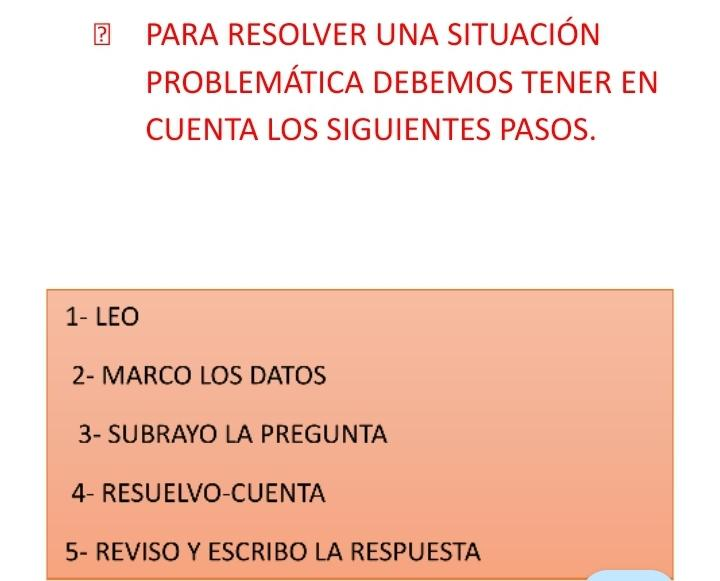 PARA RESOLVER UNA SITUACIÓN
PROBLEMÁTICA DEBEMOS TENER EN
CUENTA LOS SIGUIENTES PASOS.
1- LEO
2- MARCO LOS DATOS
3- SUBRAYO LA PREGUNTA
4- RESUELVO-CUENTA
5- REVISO Y ESCRIBO LA RESPUESTA